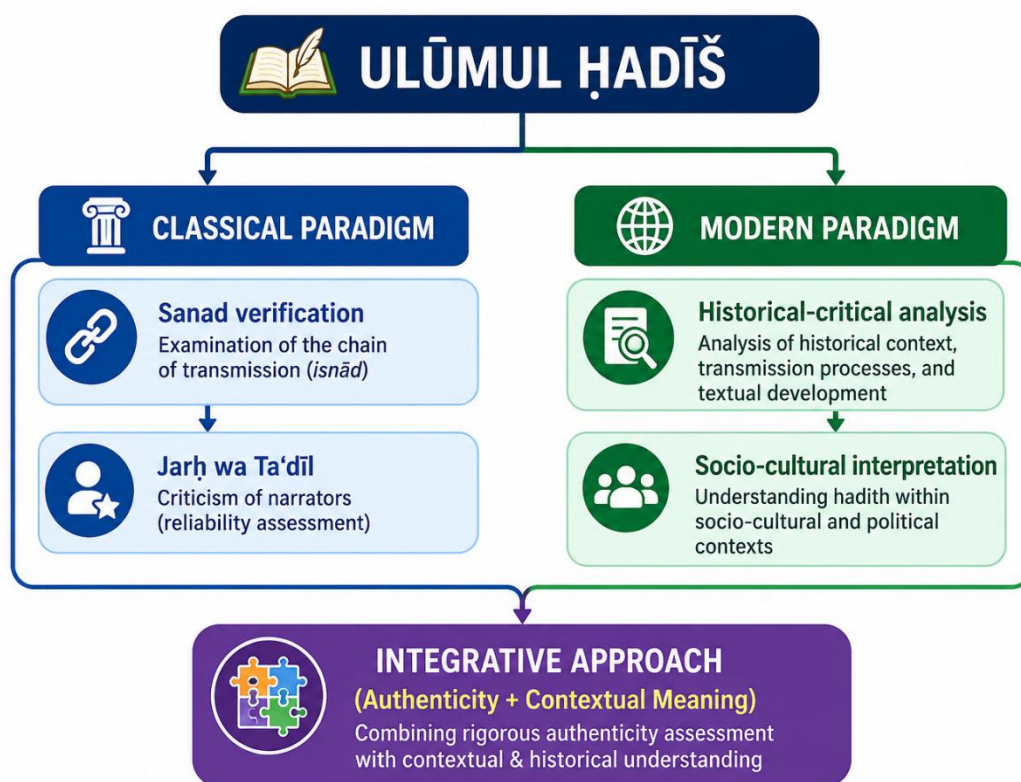 ULŪMUL ḤADĪŠ
CLASSICAL PARADIGM
Sanad verification
Examination of the chain
of transmission (isnād)
Jarḥ wa Ta‘dīl
Criticism of narrators
(reliability assessment)
MODERN PARADIGM
Historical-critical analysis
Analysis of historical context,
transmission processes, and
textual development
Socio-cultural interpretation
Understanding hadith within
socio-cultural and political
contexts
INTEGRATIVE APPROACH
(Authenticity + Contextual Meaning)
Combining rigorous authenticity assessment
with contextual & historical understanding